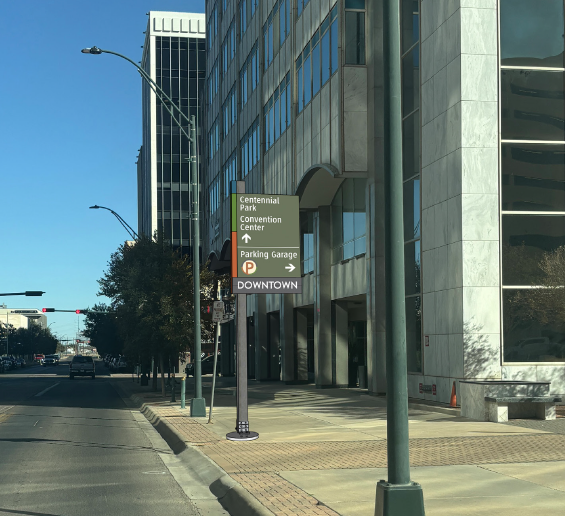 Centennial
Park
Convention
Center
Parking Garage
P
DOWNTOWN